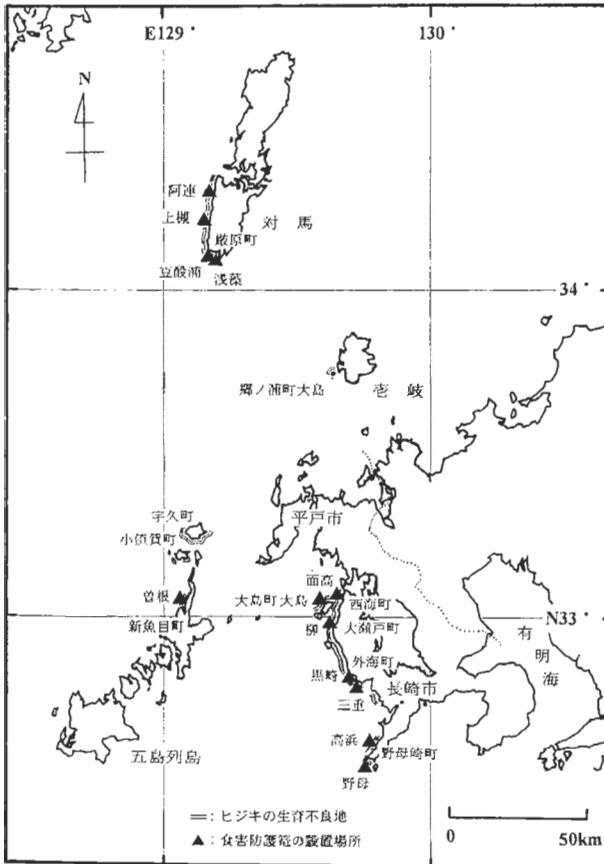 E129° 130°
N
阿連
上槻
対馬
厳原町
豆酸浦
浅藻
34°
郷ノ浦町大島
壱岐
宇久町
小値賀町
平戸市
面高
曽根
大島町大島
西海町
N33°
新魚目町
柳
大瀬戸町
有明海
外海町
黒崎
長崎市
三重
高浜
野母崎町
五島列島
野母
=:ヒジキの生育不良地
▲:食害防護篭の設置場所
0 50km